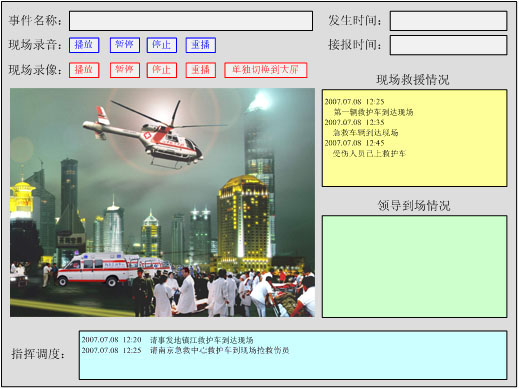 事件名称：
发生时间：
现场录音：
播放 暂停 停止 重播
接报时间：
现场录像：
播放 暂停 停止 重播 单独切换到大屏
现场救援情况
2007.07.08 12:25
第一辆救护车到达现场
2007.07.08 12:35
急救车辆到达现场
2007.07.08 12:45
受伤人员已上救护车
领导到场情况
指挥调度：
2007.07.08 12:20 请事发地镇江救护车到达现场
2007.07.08 12:25 请南京急救中心救护车到现场抢救伤员